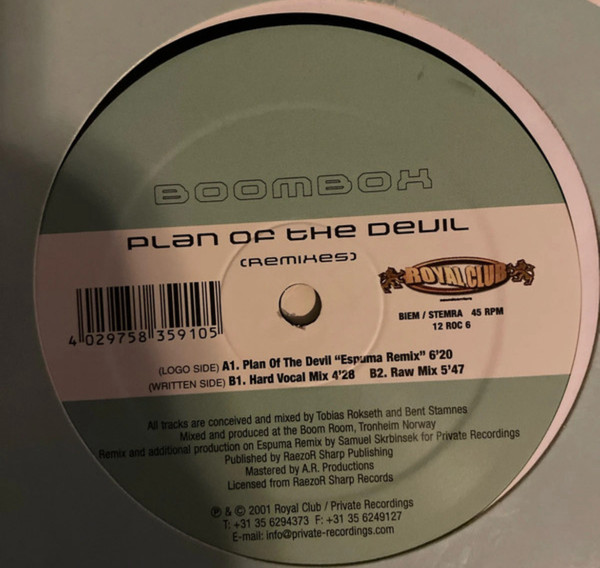 BOOMBOX
PLAN OF THE DEVIL
(REMIXES)
ROYAL CLUB
BIEM / STEMRA 45 RPM
12 ROC 6
4 029758 359105
(LOGO SIDE) A1. Plan Of The Devil "Espuma Remix" 6'20
(WRITTEN SIDE) B1. Hard Vocal Mix 4'28 B2. Raw Mix 5'47
All tracks are conceived and mixed by Tobias Rokseth and Bent Stamnes
Mixed and produced at the Boom Room, Tronheim Norway
Remix and additional production on Espuma Remix by Samuel Skrbinsek for Private Recordings
Published by RaezoR Sharp Publishing
Mastered by A.R. Productions
Licensed from RaezoR Sharp Records
℗ & © 2001 Royal Club / Private Recordings
T: +31 35 6294373 F: +31 35 6249127
E-mail: info@private-recordings.com